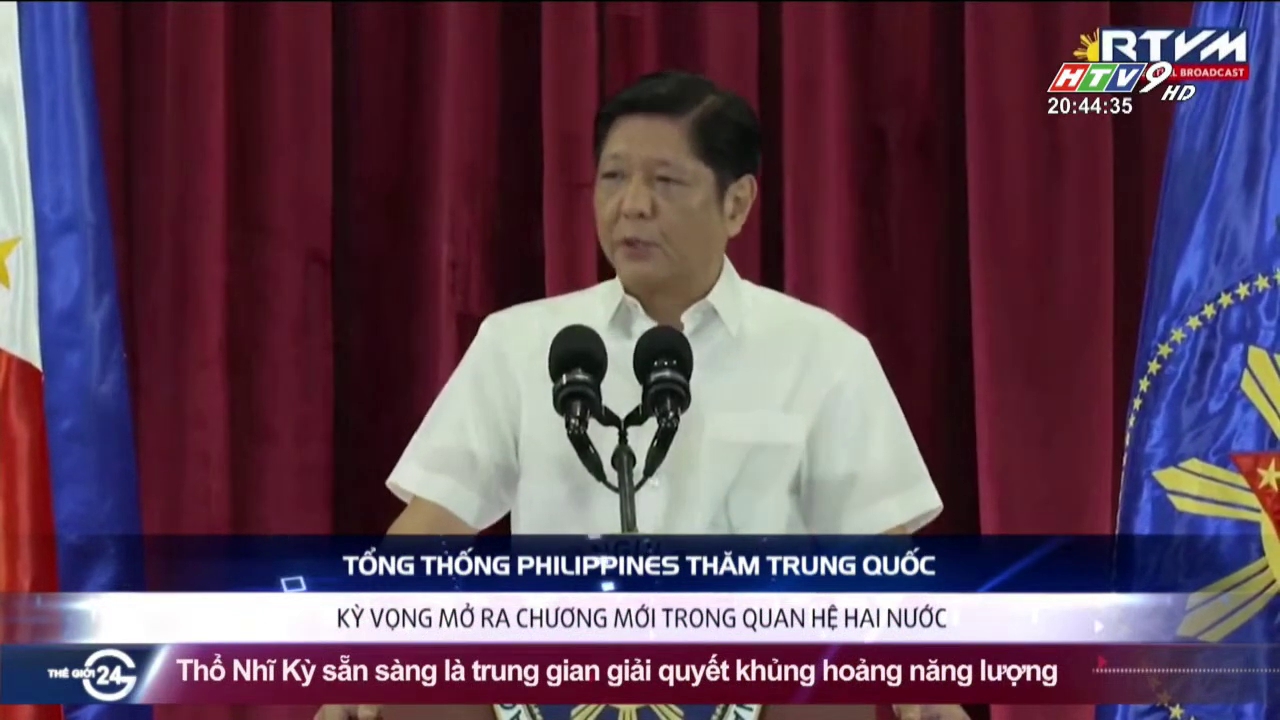 RTVM
HTV9 HD
L BROADCAST
20:44:35
TỔNG THỐNG PHILIPPINES THĂM TRUNG QUỐC
KỲ VỌNG MỞ RA CHƯƠNG MỚI TRONG QUAN HỆ HAI NƯỚC
THẾ GIỚI 24G
Thổ Nhĩ Kỳ sẵn sàng là trung gian giải quyết khủng hoảng năng lượng